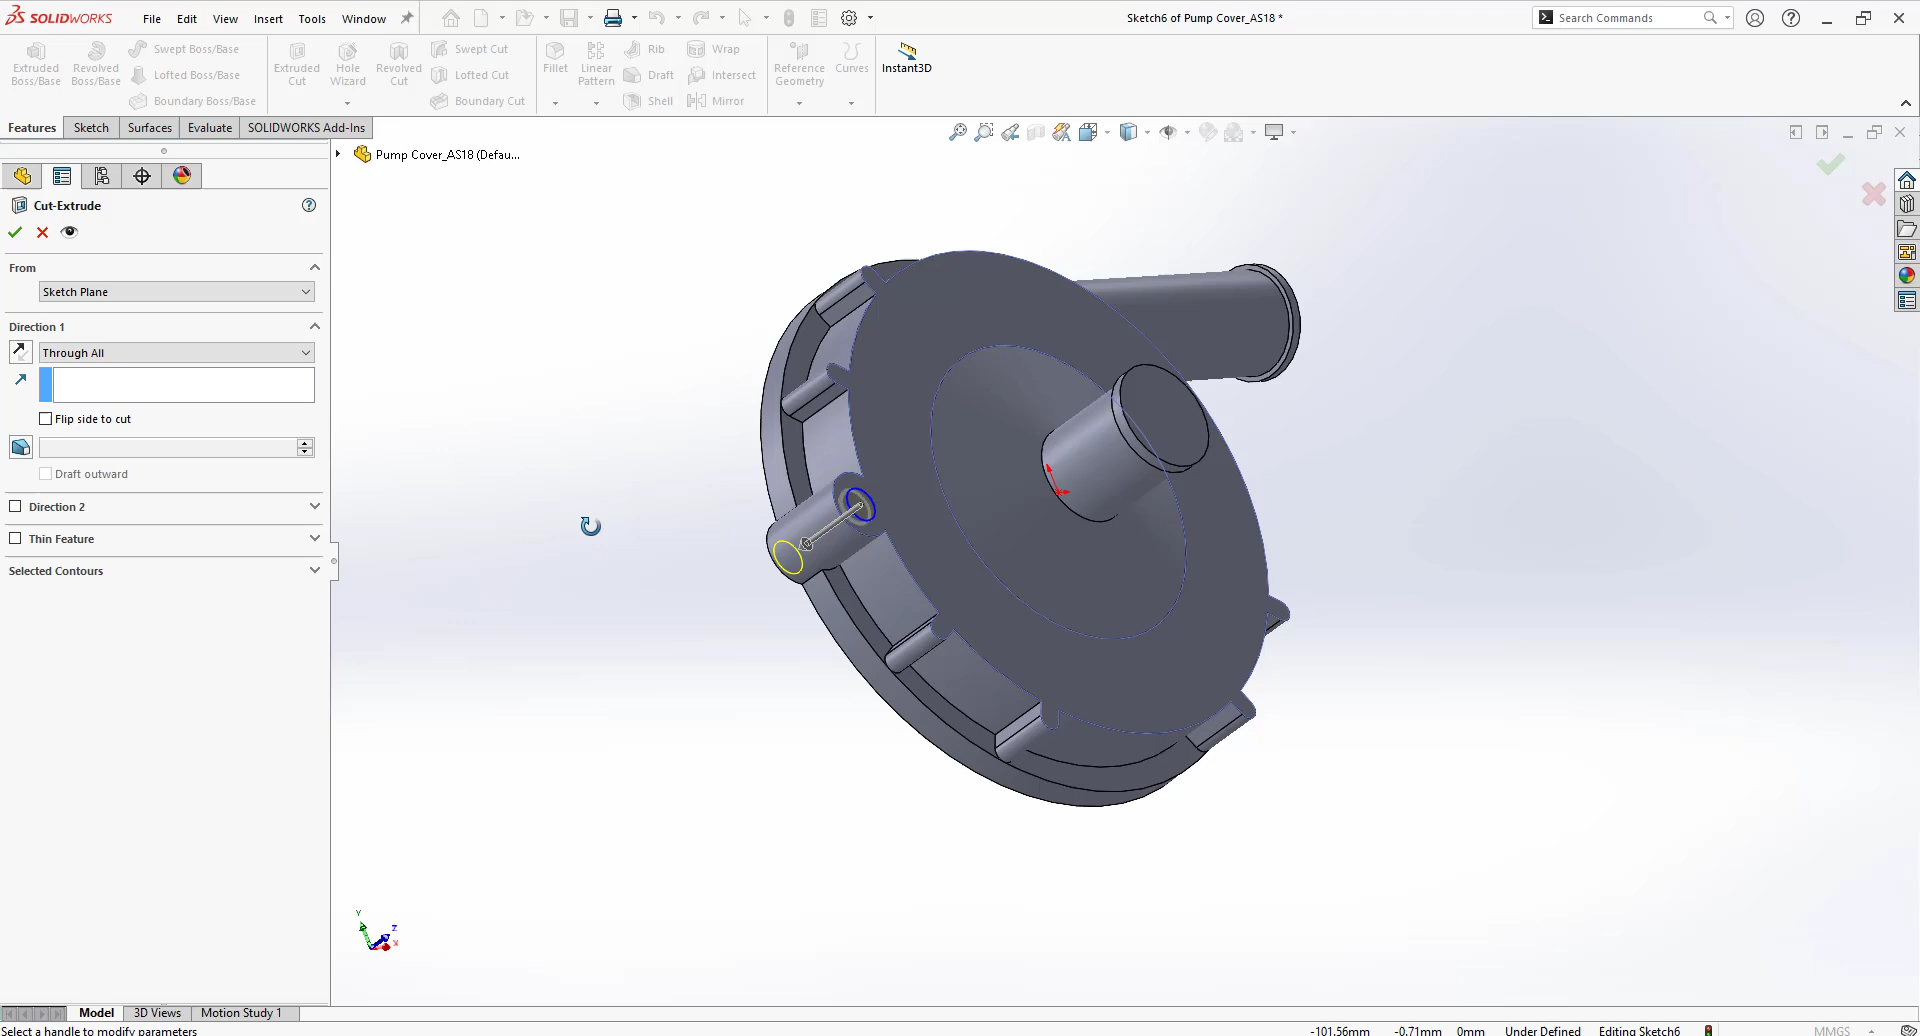 SOLIDWORKS File Edit View Insert Tools Window Sketch6 of Pump Cover_AS18 * Search Commands
Extruded Boss/Base Revolved Boss/Base Swept Boss/Base Lofted Boss/Base Boundary Boss/Base Extruded Cut Hole Wizard Revolved Cut Swept Cut Lofted Cut Boundary Cut Fillet Linear Pattern Rib Draft Shell Wrap Intersect Mirror Reference Geometry Curves Instant3D
Features Sketch Surfaces Evaluate SOLIDWORKS Add-Ins
Pump Cover_AS18 (Defau...
Cut-Extrude
From
Sketch Plane
Direction 1
Through All
Flip side to cut
Draft outward
Direction 2
Thin Feature
Selected Contours
Y
Z
X
Model 3D Views Motion Study 1
Select a handle to modify parameters -101.56mm -0.71mm 0mm Under Defined Editing Sketch6 MMGS